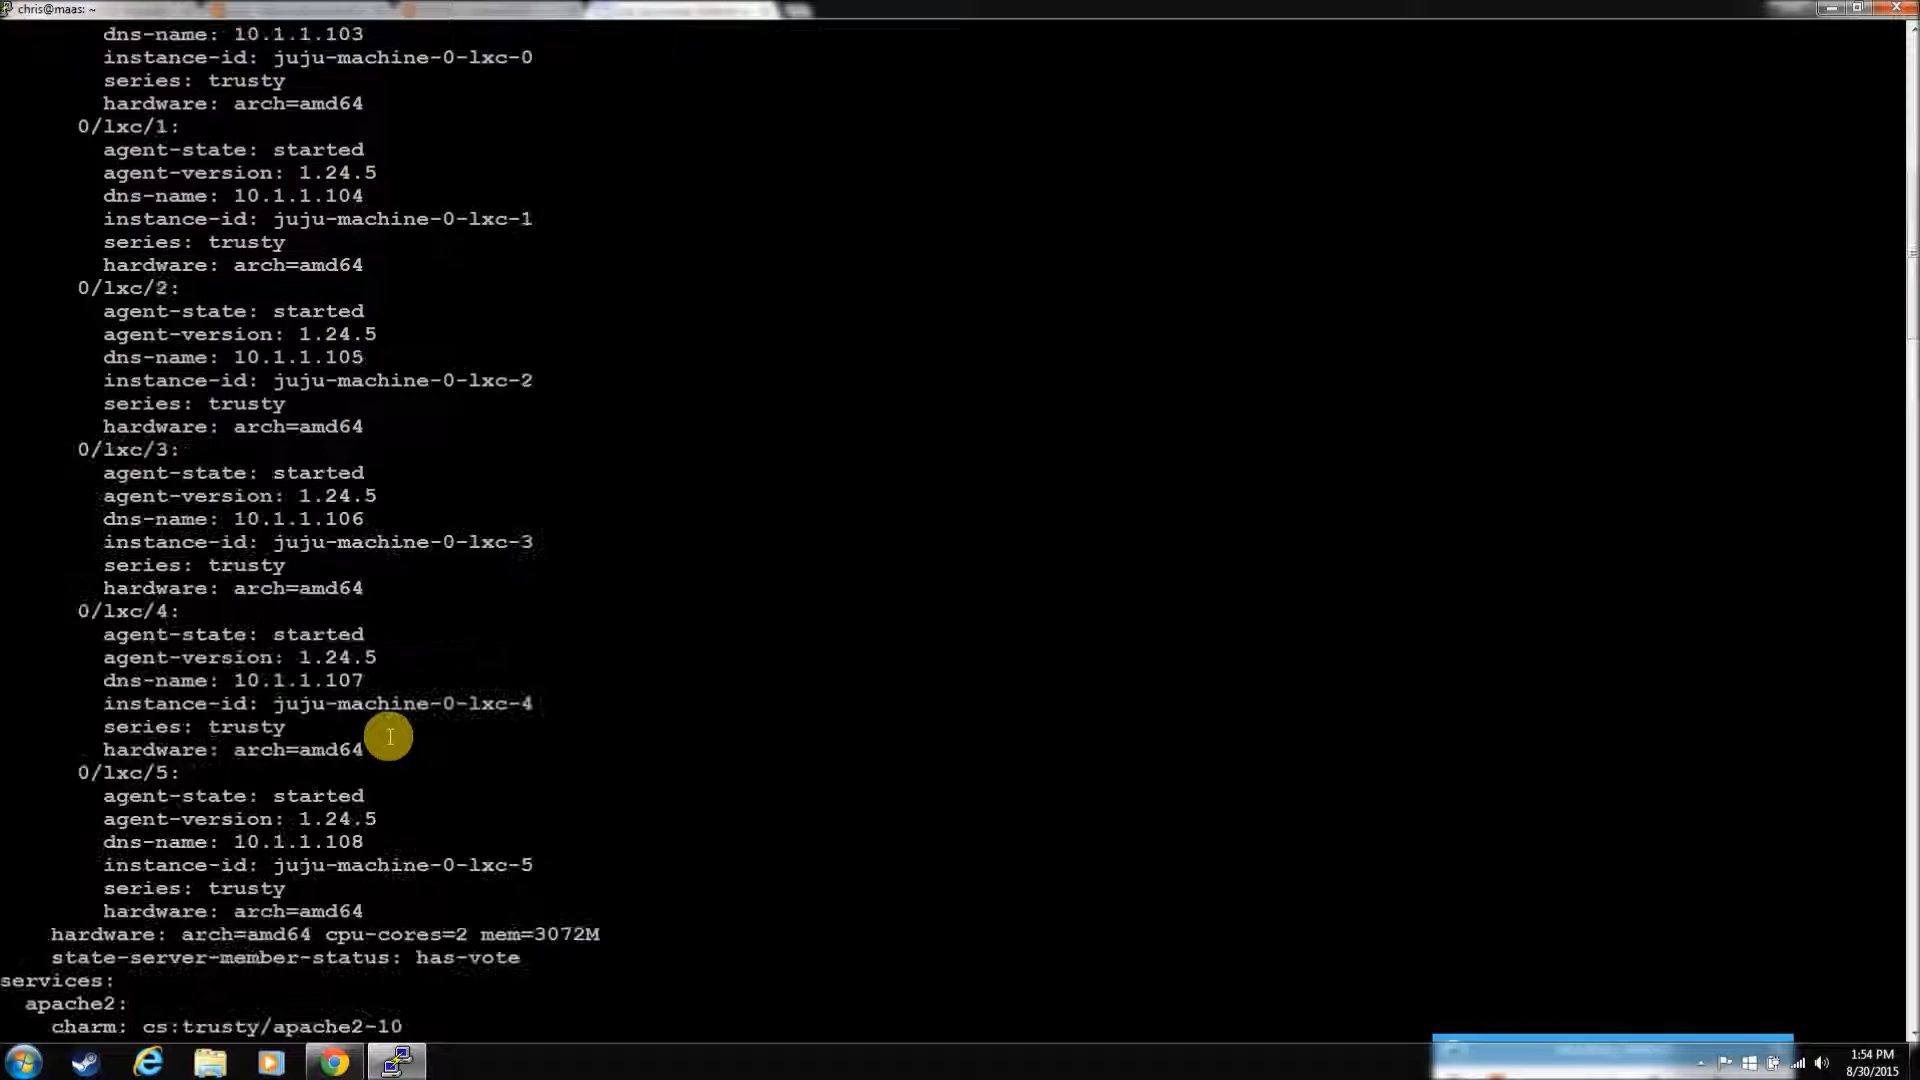 chris@maas: ~
dns-name: 10.1.1.103
instance-id: juju-machine-0-lxc-0
series: trusty
hardware: arch=amd64
0/lxc/1:
agent-state: started
agent-version: 1.24.5
dns-name: 10.1.1.104
instance-id: juju-machine-0-lxc-1
series: trusty
hardware: arch=amd64
0/lxc/2:
agent-state: started
agent-version: 1.24.5
dns-name: 10.1.1.105
instance-id: juju-machine-0-lxc-2
series: trusty
hardware: arch=amd64
0/lxc/3:
agent-state: started
agent-version: 1.24.5
dns-name: 10.1.1.106
instance-id: juju-machine-0-lxc-3
series: trusty
hardware: arch=amd64
0/lxc/4:
agent-state: started
agent-version: 1.24.5
dns-name: 10.1.1.107
instance-id: juju-machine-0-lxc-4
series: trusty
hardware: arch=amd64
0/lxc/5:
agent-state: started
agent-version: 1.24.5
dns-name: 10.1.1.108
instance-id: juju-machine-0-lxc-5
series: trusty
hardware: arch=amd64
hardware: arch=amd64 cpu-cores=2 mem=3072M
state-server-member-status: has-vote
services:
apache2:
charm: cs:trusty/apache2-10
1:54 PM
8/30/2015